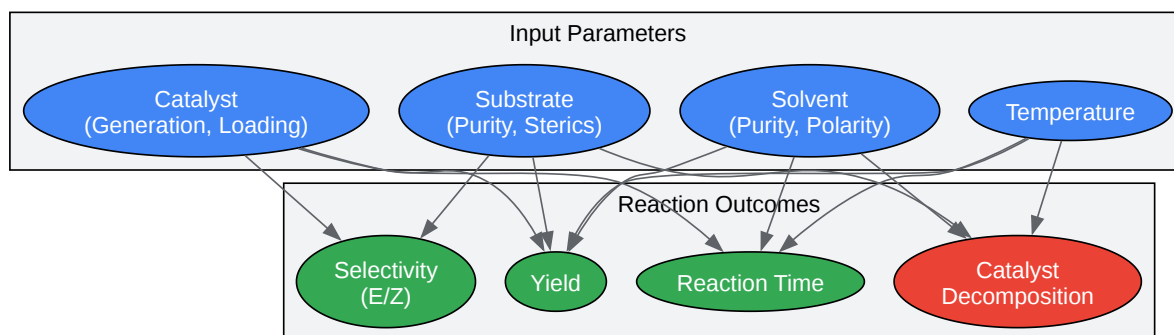 Input Parameters
Catalyst
(Generation, Loading)
Substrate
(Purity, Sterics)
Solvent
(Purity, Polarity)
Temperature
Reaction Outcomes
Selectivity
(E/Z)
Yield
Reaction Time
Catalyst
Decomposition